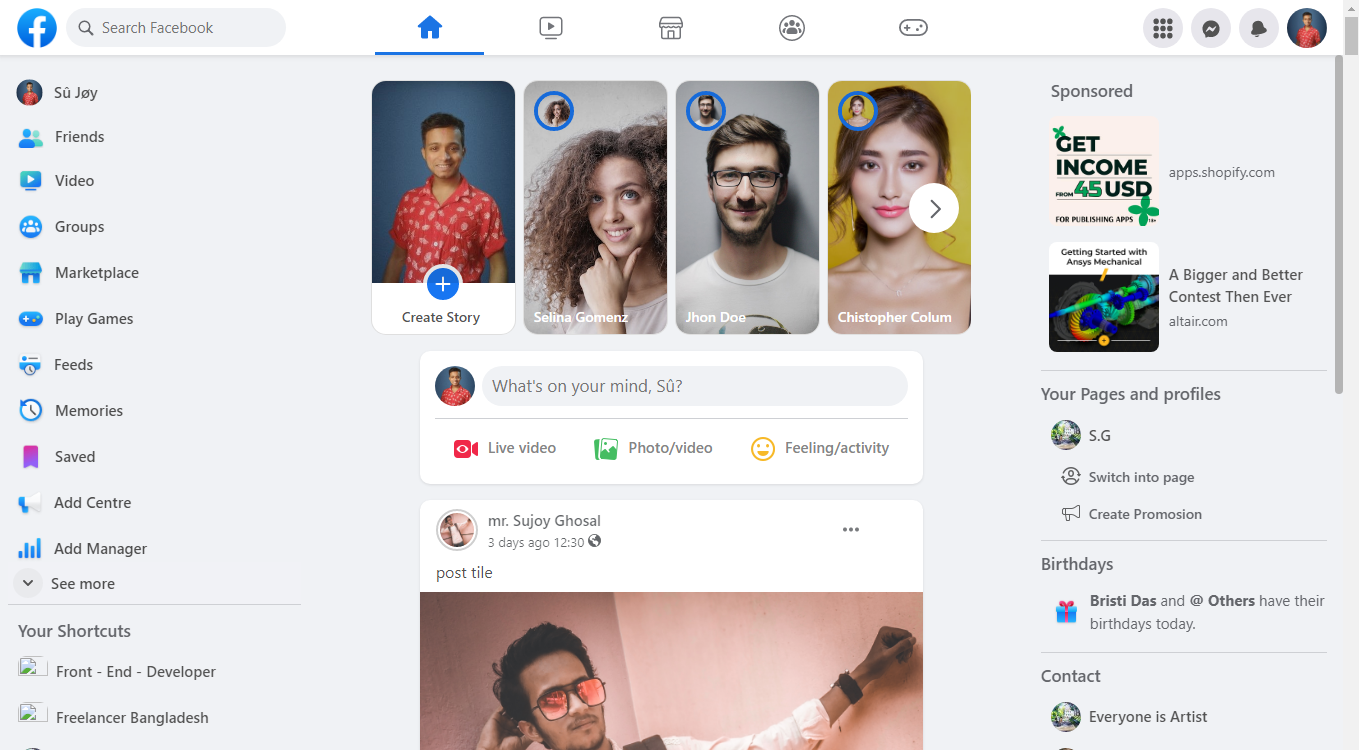 Search Facebook
Sû Jøy
Friends
Video
Groups
Marketplace
Play Games
Feeds
Memories
Saved
Add Centre
Add Manager
See more
Your Shortcuts
Front - End - Developer
Freelancer Bangladesh
Create Story
Selina Gomenz
Jhon Doe
Chistopher Colum
What's on your mind, Sû?
Live video
Photo/video
Feeling/activity
mr. Sujoy Ghosal
3 days ago 12:30
post tile
Sponsored
GET
INCOME
FROM 45 USD
FOR PUBLISHING APPS
apps.shopify.com
Getting Started with
Ansys Mechanical
A Bigger and Better
Contest Then Ever
altair.com
Your Pages and profiles
S.G
Switch into page
Create Promosion
Birthdays
Bristi Das and @ Others have their
birthdays today.
Contact
Everyone is Artist